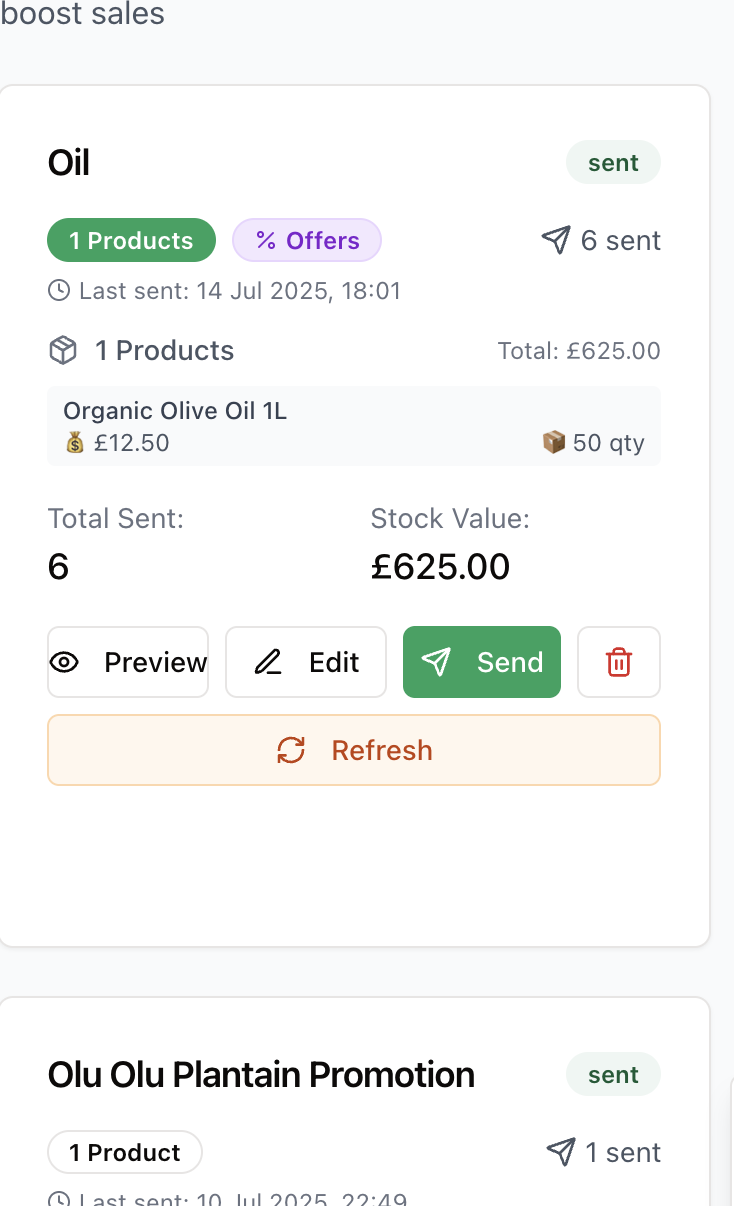 boost sales
Oil
sent
1 Products
% Offers
6 sent
Last sent: 14 Jul 2025, 18:01
1 Products
Total: £625.00
Organic Olive Oil 1L
£12.50
50 qty
Total Sent:
Stock Value:
6
£625.00
Preview
Edit
Send
Refresh
Olu Olu Plantain Promotion
sent
1 Product
1 sent
Last sent: 10 Jul 2025, 22:49